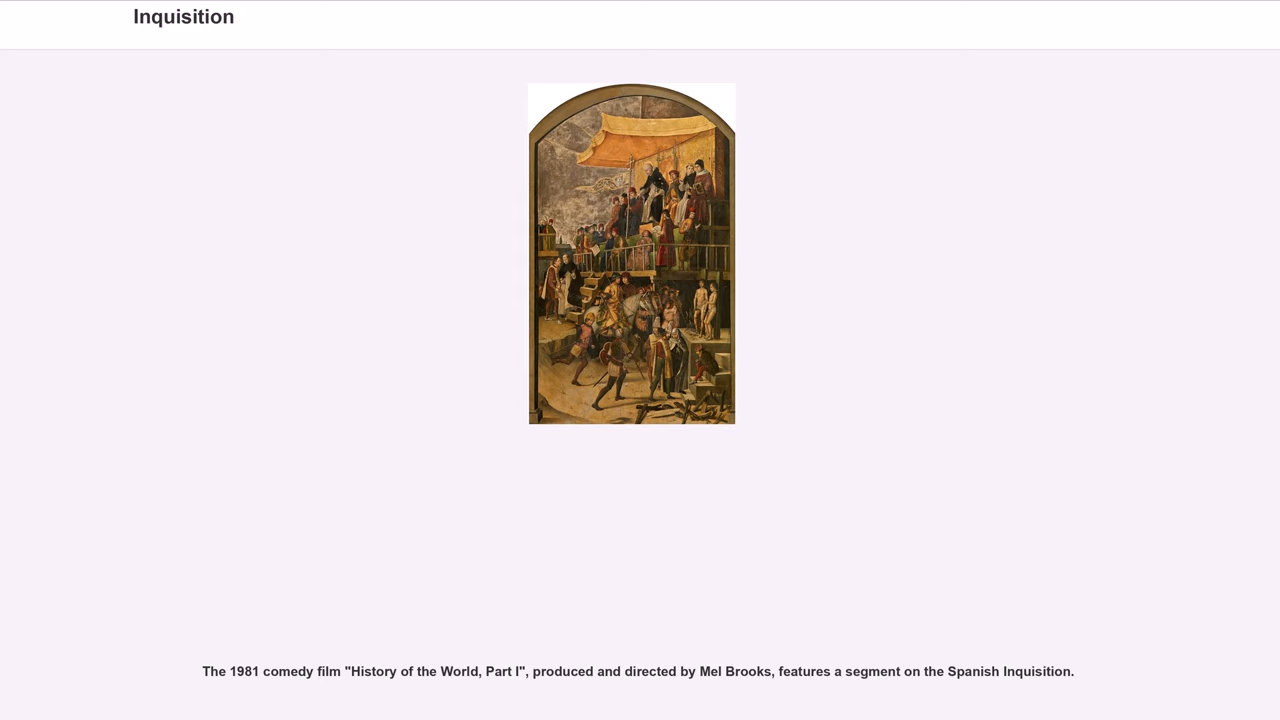 Inquisition
The 1981 comedy film "History of the World, Part I", produced and directed by Mel Brooks, features a segment on the Spanish Inquisition.